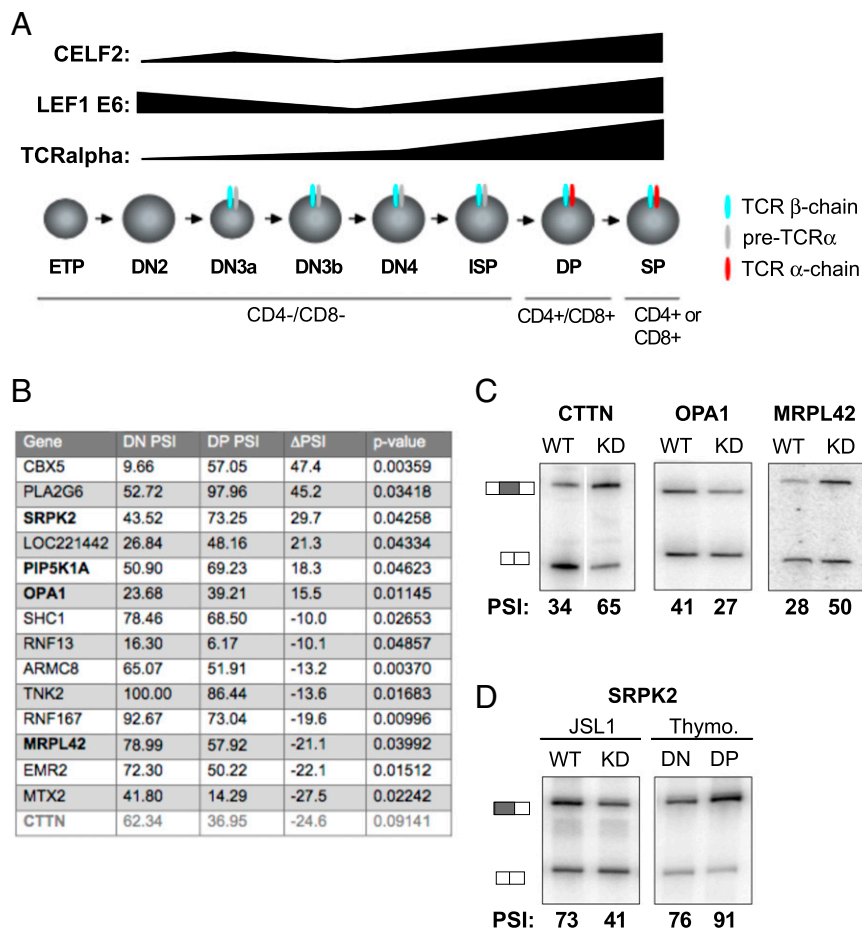 A
CELF2:
LEF1 E6:
TCRalpha:
ETP DN2 DN3a DN3b DN4 ISP DP SP
CD4-/CD8- CD4+/CD8+ CD4+ or
CD8+
TCR β-chain
pre-TCRα
TCR α-chain
B
Gene DN PSI DP PSI ΔPSI p-value
CBX5 9.66 57.05 47.4 0.00359
PLA2G6 52.72 97.96 45.2 0.03418
SRPK2 43.52 73.25 29.7 0.04258
LOC221442 26.84 48.16 21.3 0.04334
PIP5K1A 50.90 69.23 18.3 0.04623
OPA1 23.68 39.21 15.5 0.01145
SHC1 78.46 68.50 -10.0 0.02653
RNF13 16.30 6.17 -10.1 0.04857
ARMC8 65.07 51.91 -13.2 0.00370
TNK2 100.00 86.44 -13.6 0.01683
RNF167 92.67 73.04 -19.6 0.00996
MRPL42 78.99 57.92 -21.1 0.03992
EMR2 72.30 50.22 -22.1 0.01512
MTX2 41.80 14.29 -27.5 0.02242
CTTN 62.34 36.95 -24.6 0.09141
C
CTTN OPA1 MRPL42
WT KD WT KD WT KD
PSI: 34 65 41 27 28 50
D
SRPK2
JSL1 Thymo.
WT KD DN DP
PSI: 73 41 76 91